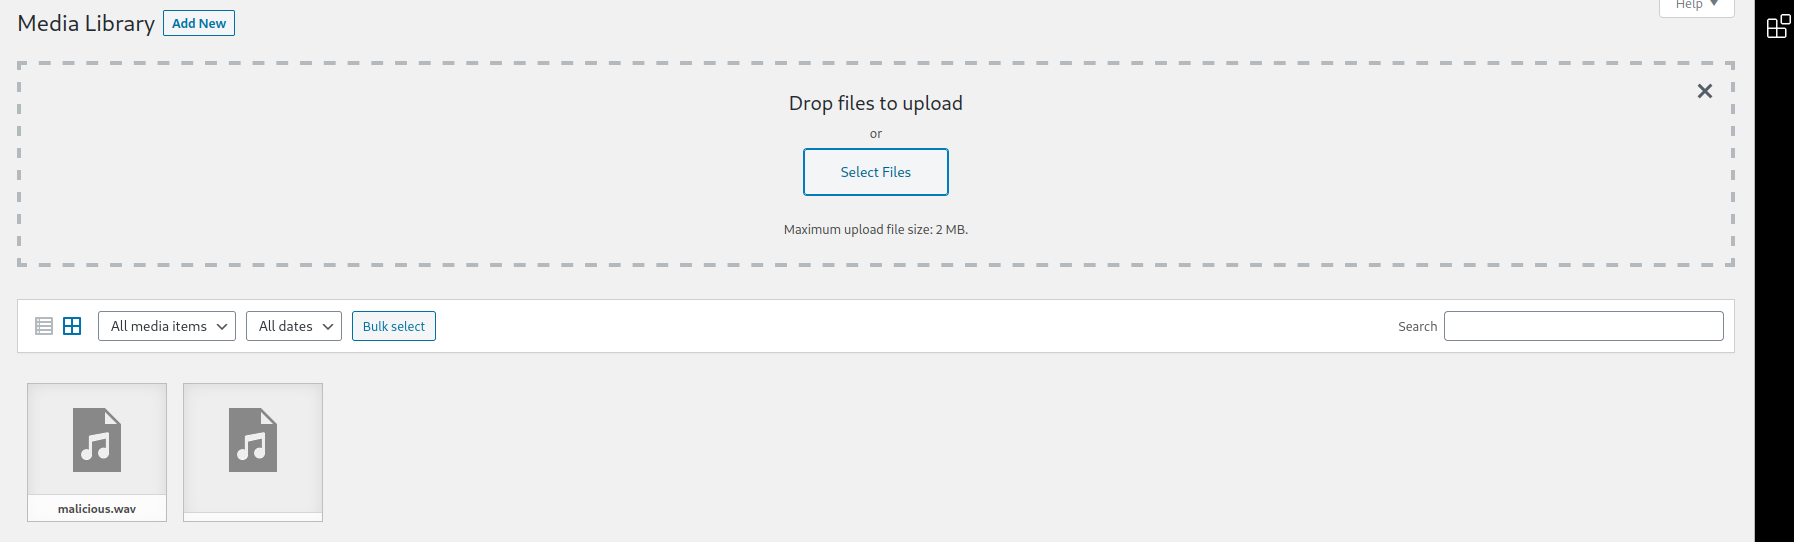 Media Library
Add New
Help
Drop files to upload
or
Select Files
Maximum upload file size: 2 MB.
All media items
All dates
Bulk select
Search
malicious.wav